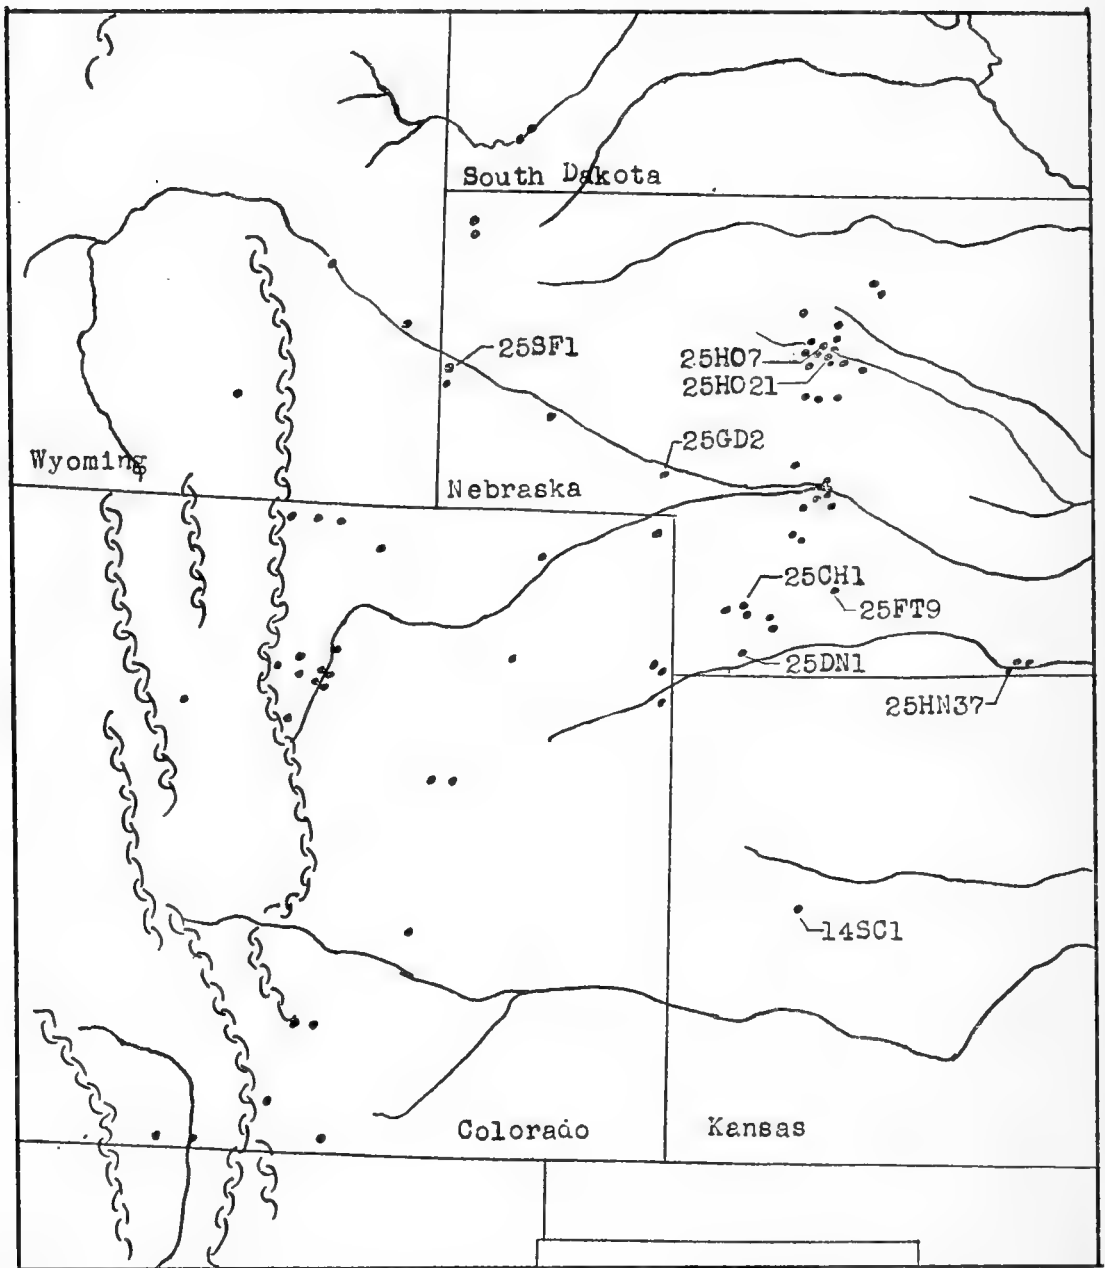 South Dakota
25SF1
25HO7
25HO21
25GD2
Wyoming
Nebraska
25CH1
25FT9
25DN1
25HN37
14SC1
Colorado
Kansas